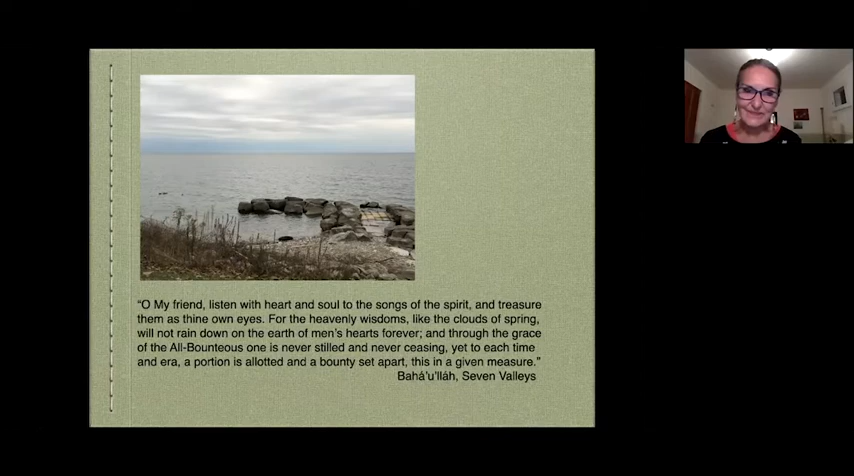 “O My friend, listen with heart and soul to the songs of the spirit, and treasure
them as thine own eyes. For the heavenly wisdoms, like the clouds of spring,
will not rain down on the earth of men’s hearts forever; and through the grace
of the All-Bounteous one is never stilled and never ceasing, yet to each time
and era, a portion is allotted and a bounty set apart, this in a given measure.”
Bahá’u’lláh, Seven Valleys